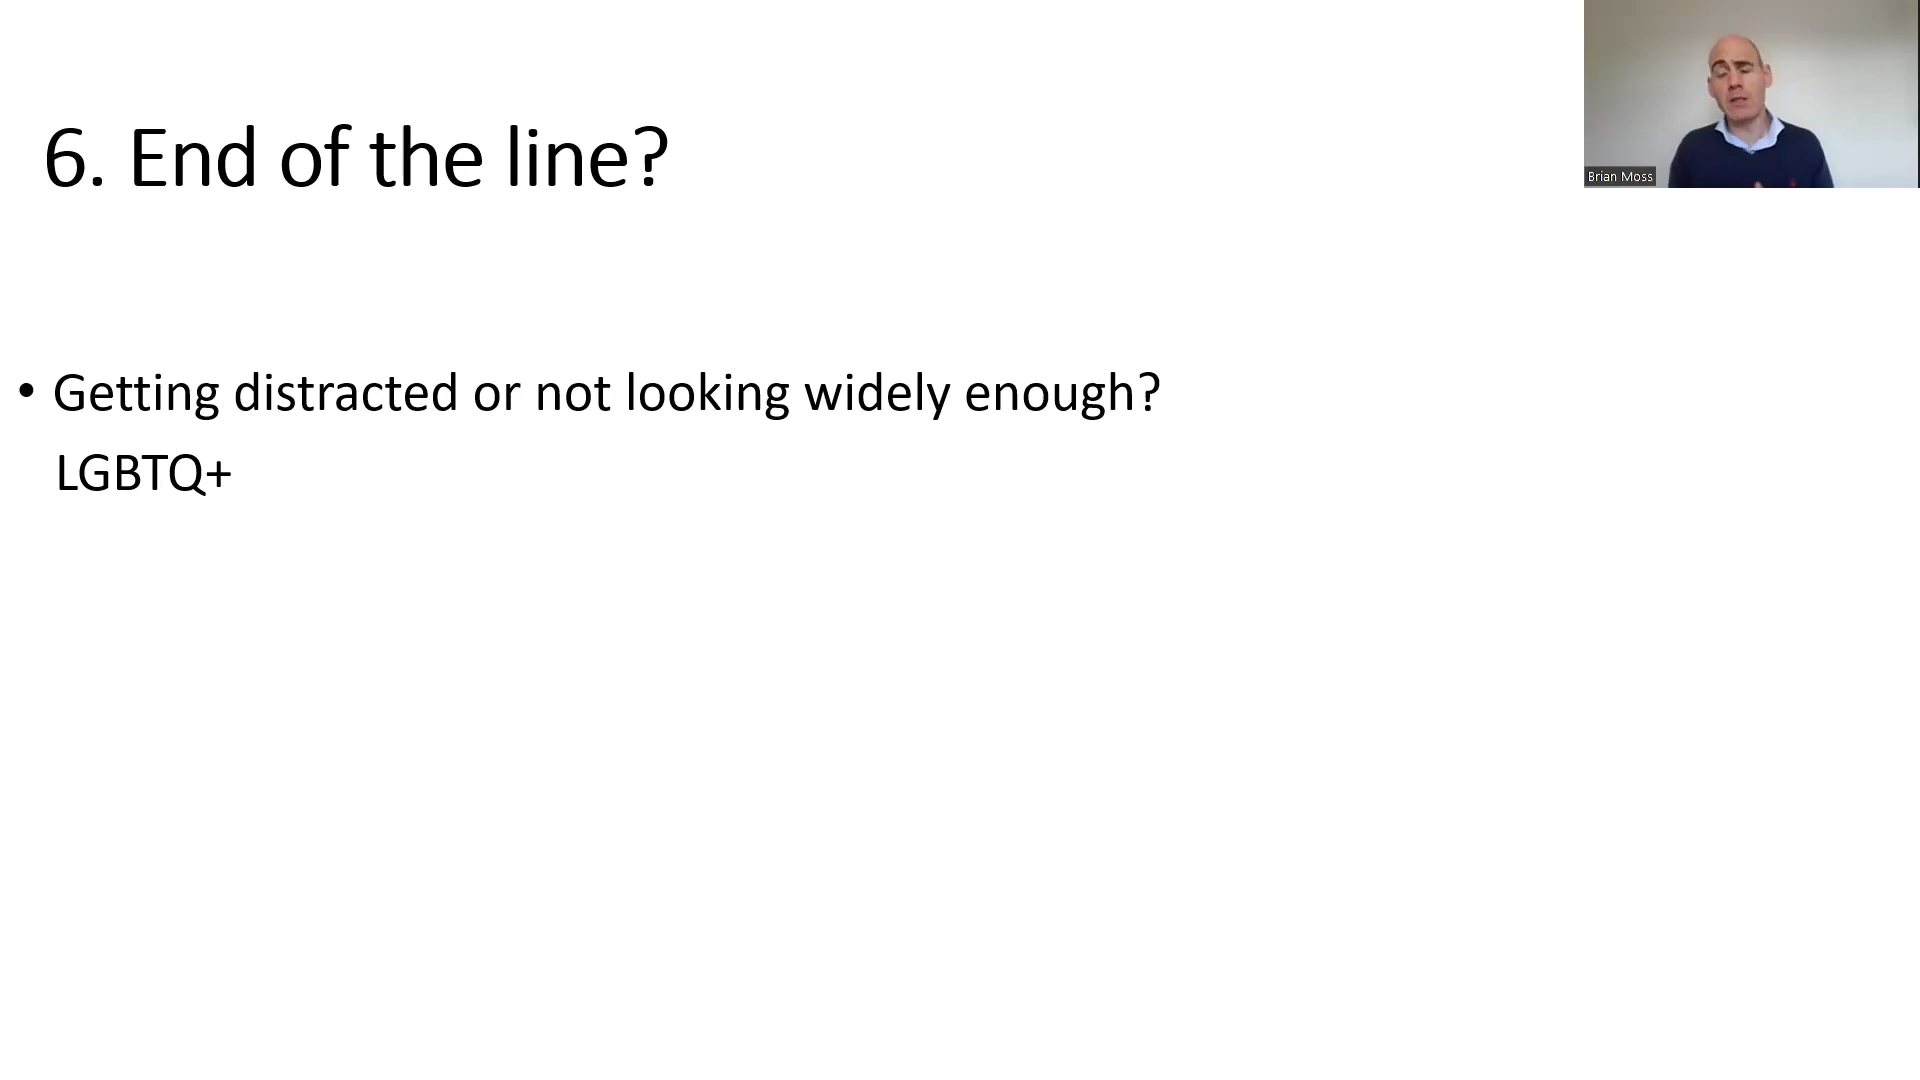 6. End of the line?
Brian Moss
• Getting distracted or not looking widely enough?
LGBTQ+